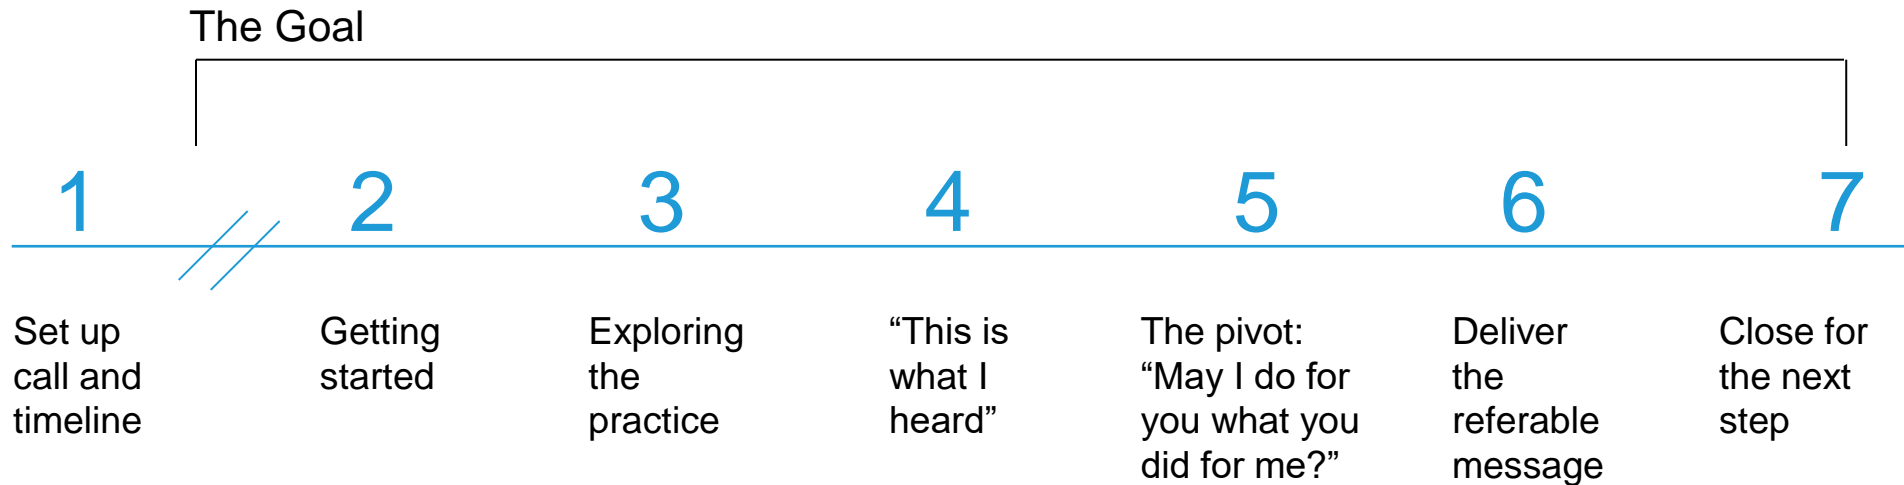 The Goal
1 2 3 4 5 6 7
Set up
call and
timeline
Getting
started
Exploring
the
practice
“This is
what I
heard”
The pivot:
“May I do for
you what you
did for me?”
Deliver
the
referable
message
Close for
the next
step